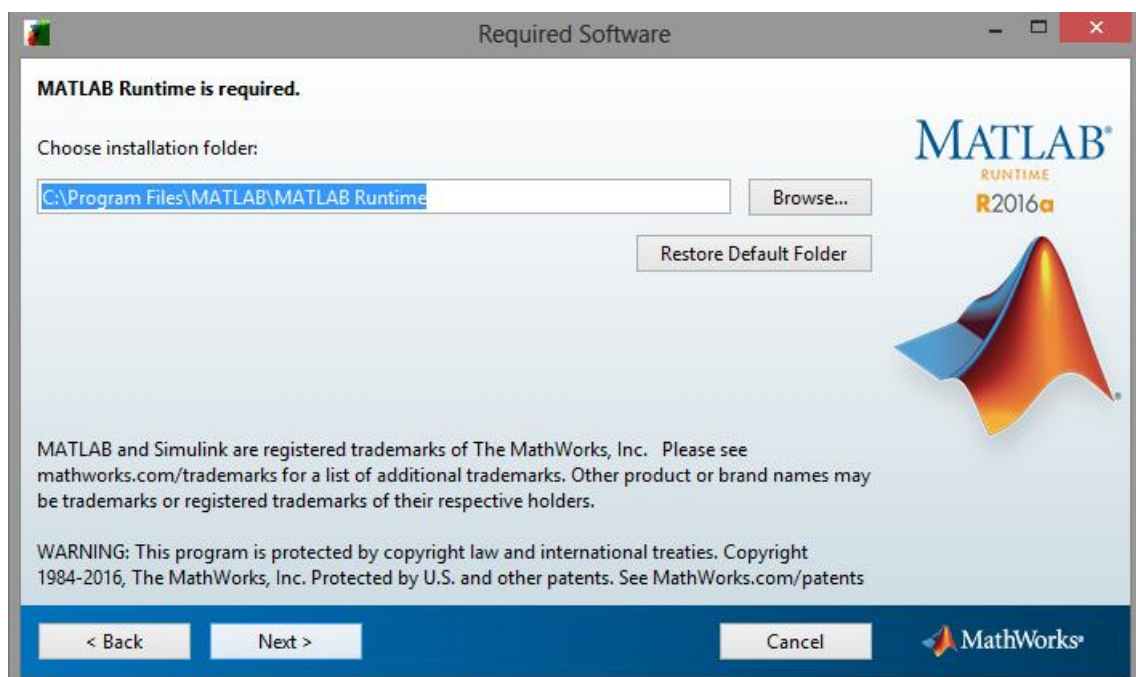 Required Software
MATLAB Runtime is required.
Choose installation folder:
C:\Program Files\MATLAB\MATLAB Runtime
Browse...
Restore Default Folder
MATLAB®
RUNTIME
R2016a
®
MATLAB and Simulink are registered trademarks of The MathWorks, Inc.   Please see
mathworks.com/trademarks for a list of additional trademarks. Other product or brand names may
be trademarks or registered trademarks of their respective holders.
WARNING: This program is protected by copyright law and international treaties. Copyright
1984-2016, The MathWorks, Inc. Protected by U.S. and other patents. See MathWorks.com/patents
< Back
Next >
Cancel
MathWorks®